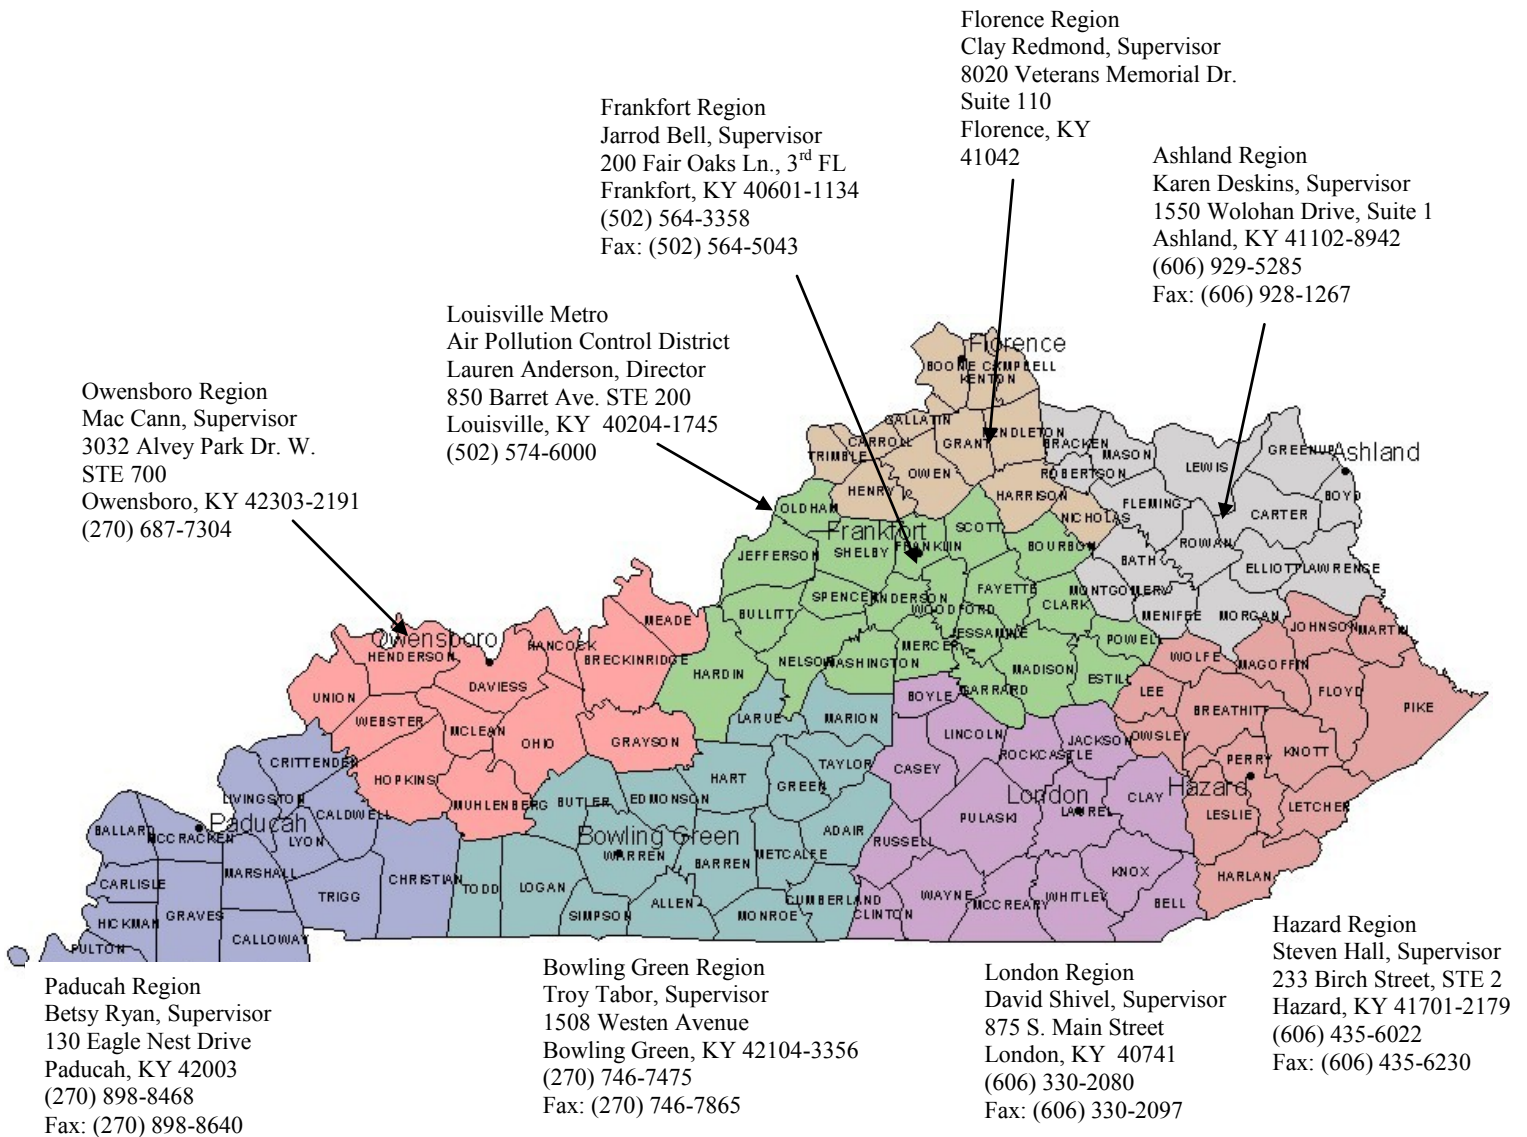 Florence Region
Clay Redmond, Supervisor
8020 Veterans Memorial Dr.
Suite 110
Florence, KY
41042
Frankfort Region
Jarrod Bell, Supervisor
200 Fair Oaks Ln., 3rd FL
Frankfort, KY 40601-1134
(502) 564-3358
Fax: (502) 564-5043
Ashland Region
Karen Deskins, Supervisor
1550 Wolohan Drive, Suite 1
Ashland, KY 41102-8942
(606) 929-5285
Fax: (606) 928-1267
Louisville Metro
Air Pollution Control District
Lauren Anderson, Director
850 Barret Ave. STE 200
Louisville, KY 40204-1745
(502) 574-6000
Owensboro Region
Mac Cann, Supervisor
3032 Alvey Park Dr. W.
STE 700
Owensboro, KY 42303-2191
(270) 687-7304
Florence
BOONE
CAMPBELL
KENTON
GALLATIN
CARROLL
TRIMBLE
GRANT
PENDLETON
OWEN
HENRY
HARRISON
NICHOLAS
BRACKEN
MASON
ROBERTSON
LEWIS
GREENUP
Ashland
BOYD
FLEMING
CARTER
ROWAN
BATH
ELLIOTT
LAWRENCE
MONTGOMERY
MENIFEE
MORGAN
OLDHAM
Frankfort
SCOTT
JEFFERSON
SHELBY
FRANKLIN
BOURBON
SPENCER
ANDERSON
WOODFORD
FAYETTE
CLARK
BULLITT
MERCER
JESSAMINE
POWELL
NELSON
WASHINGTON
MADISON
ESTILL
HARDIN
GARRARD
MEADE
Owensboro
HENDERSON
HANCOCK
BRECKINRIDGE
UNION
DAVIESS
WEBSTER
MCLEAN
OHIO
GRAYSON
HOPKINS
MUHLENBERG
JOHNSON
MARTIN
WOLFE
MAGOFFIN
LEE
FLOYD
BREATHITT
PIKE
OWSLEY
PERRY
KNOTT
Hazard
LESLIE
LETCHER
HARLAN
BOYLE
LINCOLN
ROCKCASTLE
JACKSON
CASEY
London
CLAY
PULASKI
LAUREL
RUSSELL
KNOX
WAYNE
MCCREARY
WHITLEY
BELL
CLINTON
LARUE
MARION
TAYLOR
HART
GREEN
BUTLER
EDMONSON
ADAIR
Bowling Green
WARREN
BARREN
METCALFE
TODD
LOGAN
SIMPSON
ALLEN
MONROE
CUMBERLAND
CRITTENDEN
LIVINGSTON
CALDWELL
BALLARD
MCCRACKEN
Paducah
LYON
CARLISLE
MARSHALL
TRIGG
CHRISTIAN
HICKMAN
GRAVES
FULTON
CALLOWAY
Paducah Region
Betsy Ryan, Supervisor
130 Eagle Nest Drive
Paducah, KY 42003
(270) 898-8468
Fax: (270) 898-8640
Bowling Green Region
Troy Tabor, Supervisor
1508 Westen Avenue
Bowling Green, KY 42104-3356
(270) 746-7475
Fax: (270) 746-7865
London Region
David Shivel, Supervisor
875 S. Main Street
London, KY 40741
(606) 330-2080
Fax: (606) 330-2097
Hazard Region
Steven Hall, Supervisor
233 Birch Street, STE 2
Hazard, KY 41701-2179
(606) 435-6022
Fax: (606) 435-6230